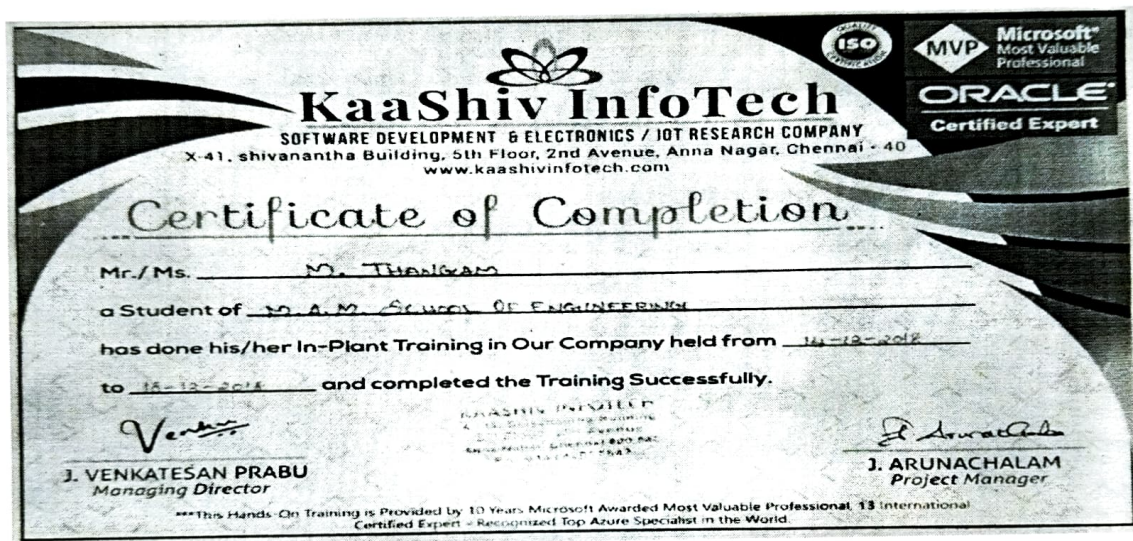 QUALITY
ISO
CERTIFICATION
MVP
Microsoft®
Most Valuable
Professional
ORACLE®
Certified Expert
KaaShiv InfoTech
SOFTWARE DEVELOPMENT & ELECTRONICS / IOT RESEARCH COMPANY
X-41, shivanantha Building, 5th Floor, 2nd Avenue, Anna Nagar, Chennai - 40
www.kaashivinfotech.com
Certificate of Completion
Mr./Ms. M. THANGAM
a Student of M.A.M. SCHOOL OF ENGINEERING
has done his/her In-Plant Training in Our Company held from 14-12-2018
to 18-12-2018 and completed the Training Successfully.
KAASHIV INFOTECH
Avenue
Venku
J. VENKATESAN PRABU
Managing Director
J. ARUNACHALAM
Project Manager
***This Hands-On Training is Provided by 10 Years Microsoft Awarded Most Valuable Professional, 13 International
Certified Expert - Recognized Top Azure Specialist in the World.